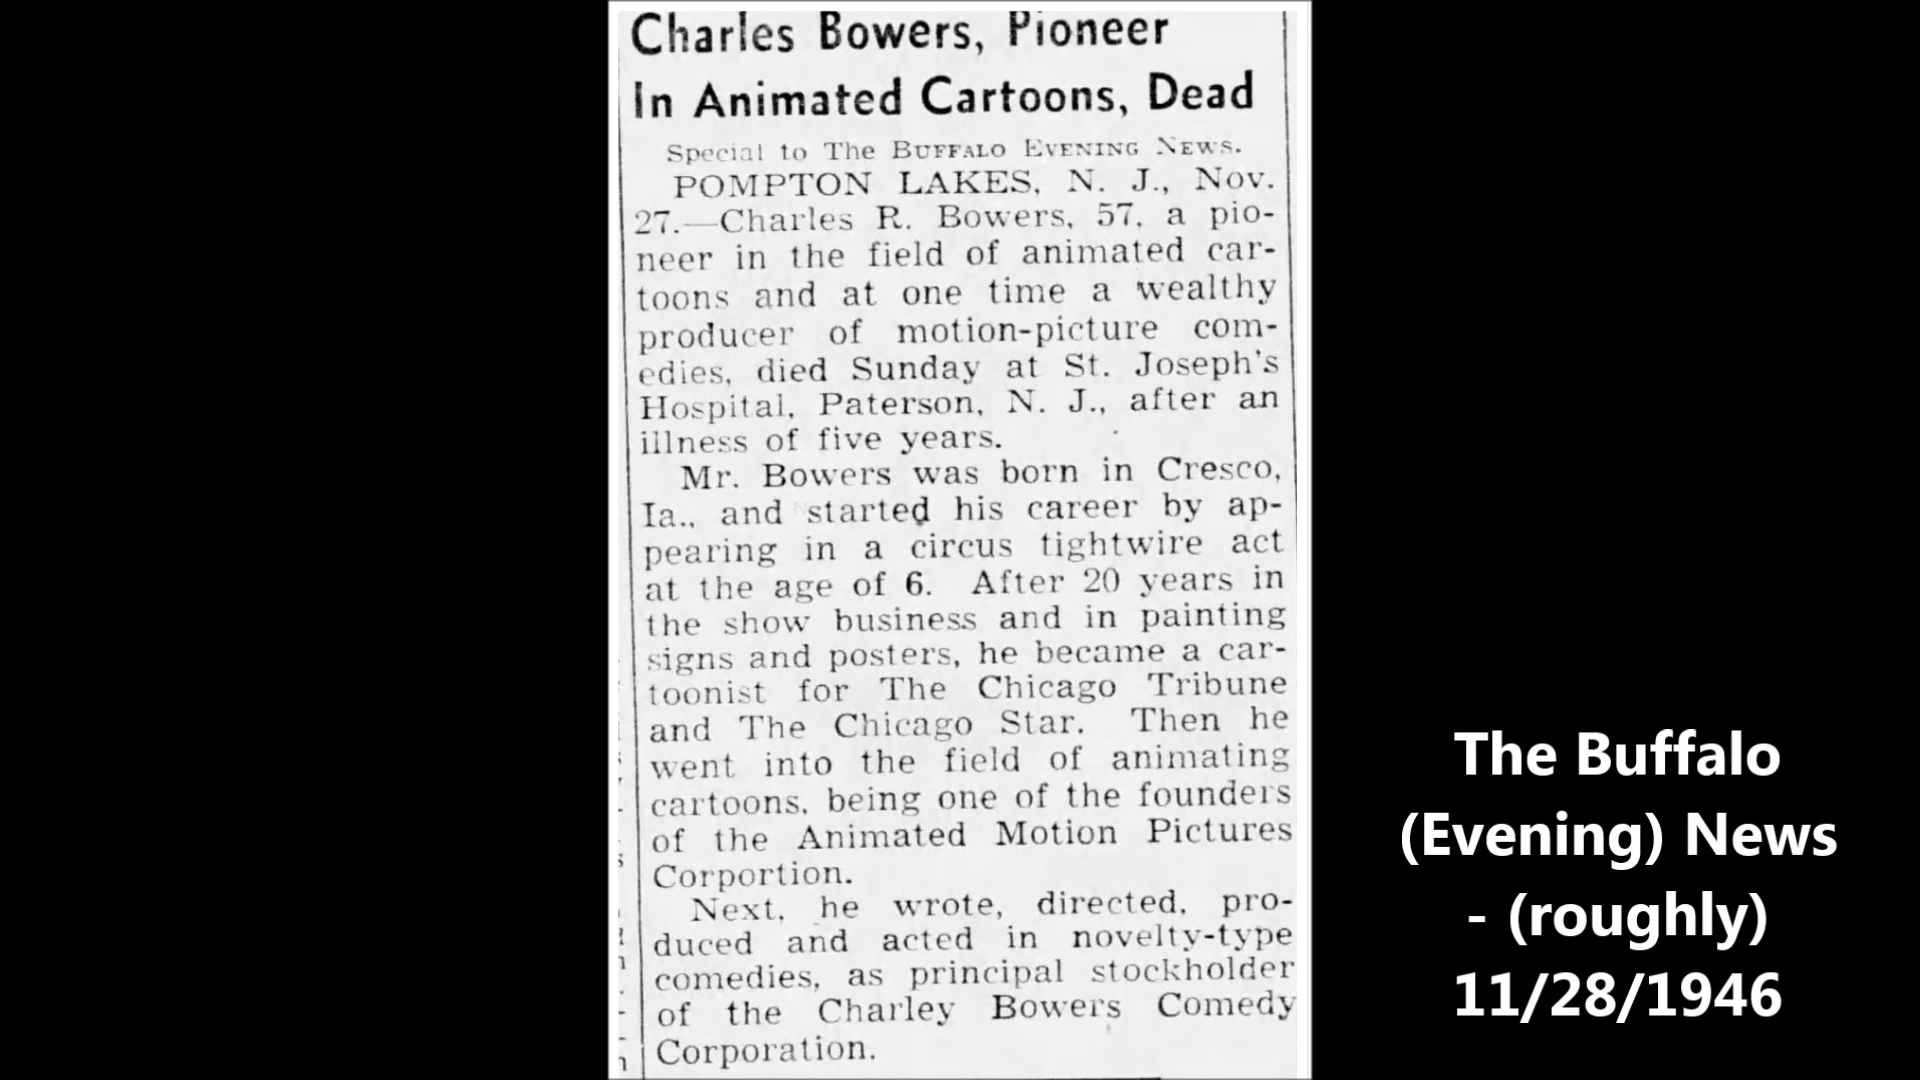 Charles Bowers, Pioneer
In Animated Cartoons, Dead
Special to The BUFFALO EVENING NEWS.
POMPTON LAKES, N. J., Nov.
27.—Charles R. Bowers, 57, a pio-
neer in the field of animated car-
toons and at one time a wealthy
producer of motion-picture com-
edies, died Sunday at St. Joseph's
Hospital, Paterson, N. J., after an
illness of five years.
Mr. Bowers was born in Cresco,
Ia., and started his career by ap-
pearing in a circus tightwire act
at the age of 6. After 20 years in
the show business and in painting
signs and posters, he became a car-
toonist for The Chicago Tribune
and The Chicago Star. Then he
went into the field of animating
cartoons, being one of the founders
of the Animated Motion Pictures
Corportion.
Next, he wrote, directed, pro-
duced and acted in novelty-type
comedies, as principal stockholder
of the Charley Bowers Comedy
Corporation.
The Buffalo
(Evening) News
- (roughly)
11/28/1946